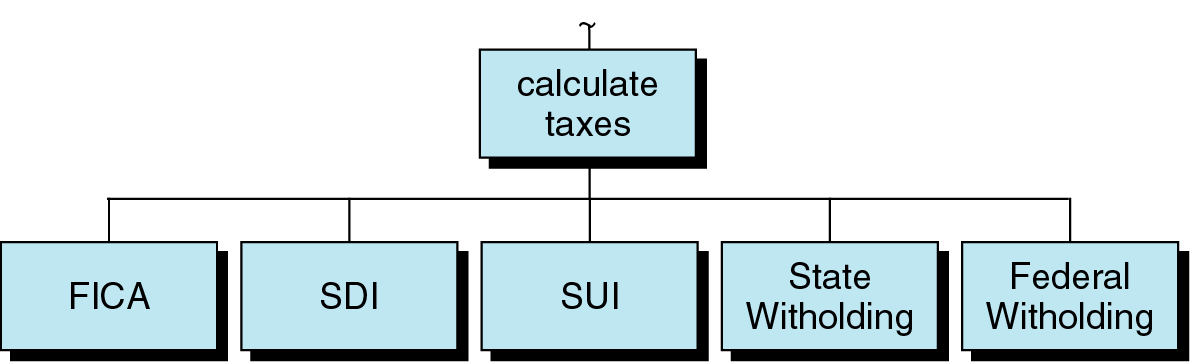 ~
calculate
taxes
FICA
SDI
SUI
State
Witholding
Federal
Witholding